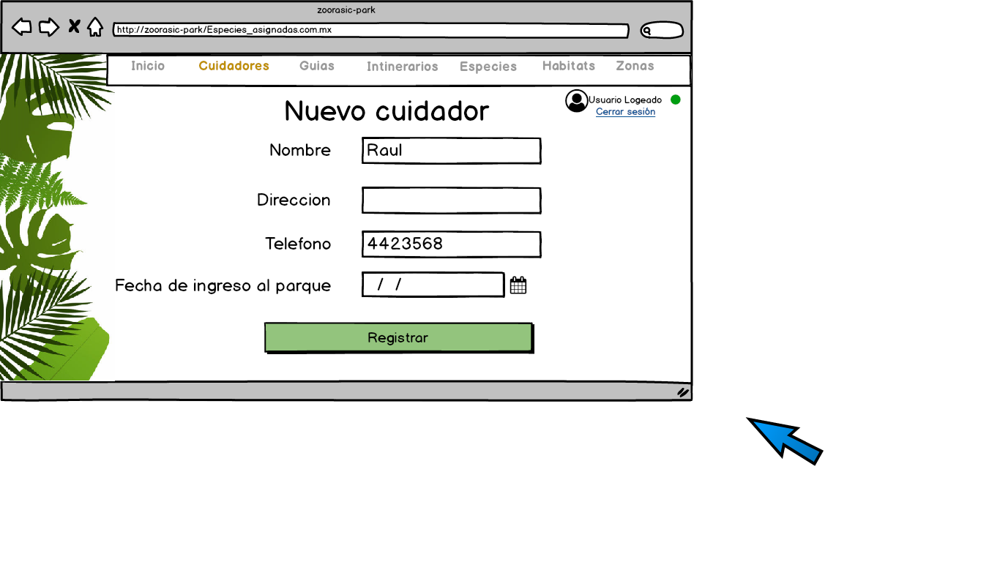 zoorasic-park
http://zoorasic-park/Especies_asignadas.com.mx
Inicio Cuidadores Guias Intinerarios Especies Habitats Zonas
Usuario Logeado
Cerrar sesión
Nuevo cuidador
Nombre Raul
Direccion
Telefono 4423568
Fecha de ingreso al parque / /
Registrar